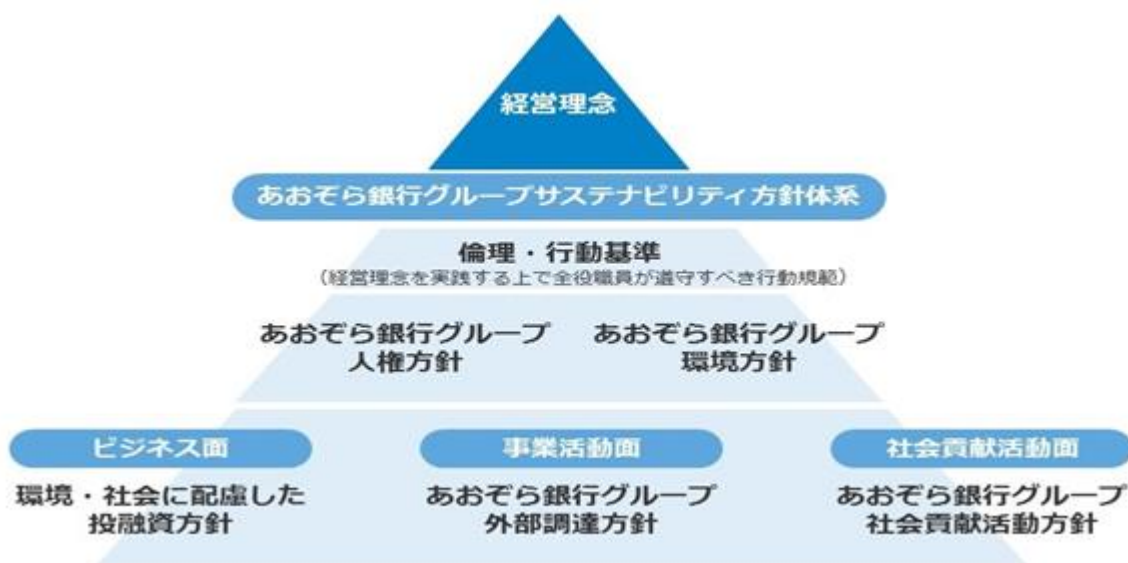 経営理念
あおぞら銀行グループサステナビリティ方針体系
倫理・行動基準
（経営理念を実践する上で全役職員が遵守すべき行動規範）
あおぞら銀行グループ
人権方針
あおぞら銀行グループ
環境方針
ビジネス面
環境・社会に配慮した
投融資方針
事業活動面
あおぞら銀行グループ
外部調達方針
社会貢献活動面
あおぞら銀行グループ
社会貢献活動方針